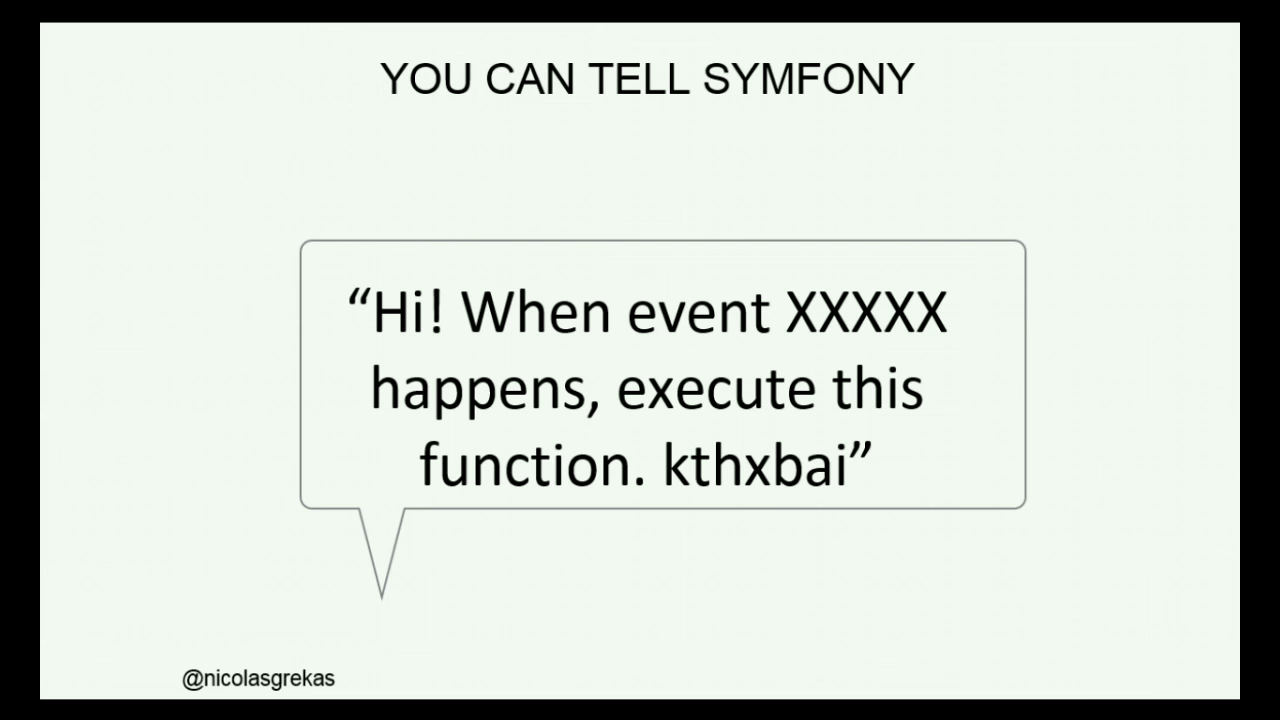 YOU CAN TELL SYMFONY
“Hi! When event XXXXX
happens, execute this
function. kthxbai”
@nicolasgrekas